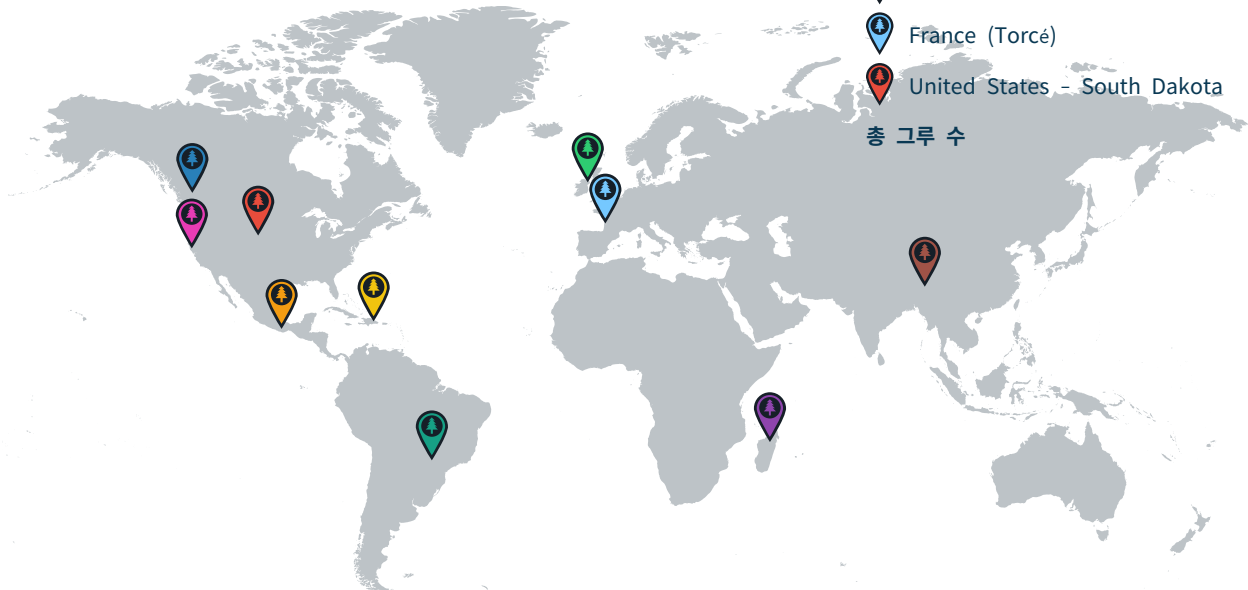 France (Torcé)
United States – South Dakota
총 그루 수